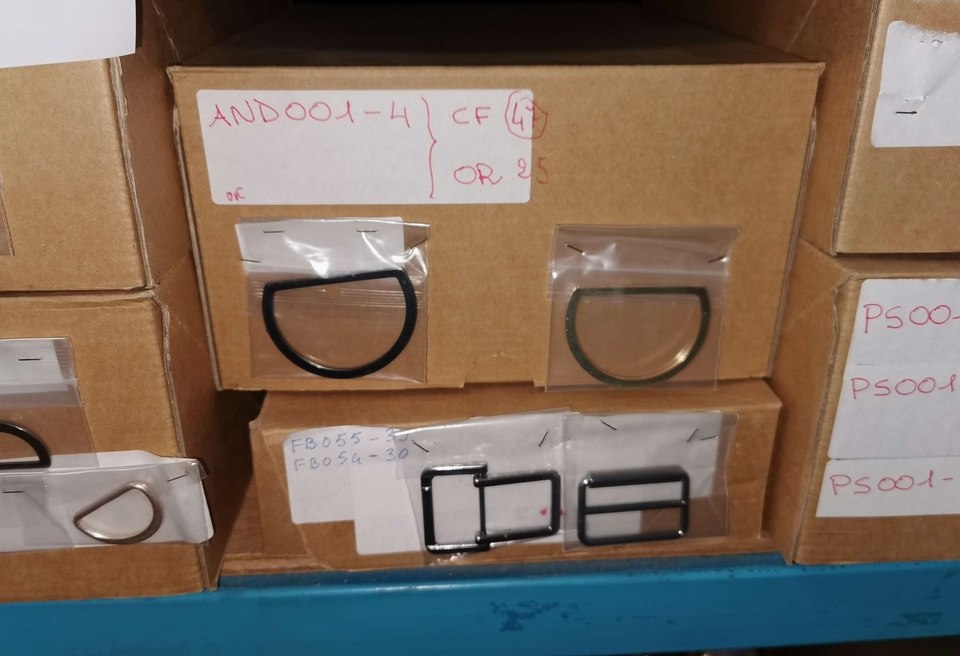 AND001-4
CF 47
OR 25
OR
FB055-3
FB054-30
PS00-
PS001
PS001-